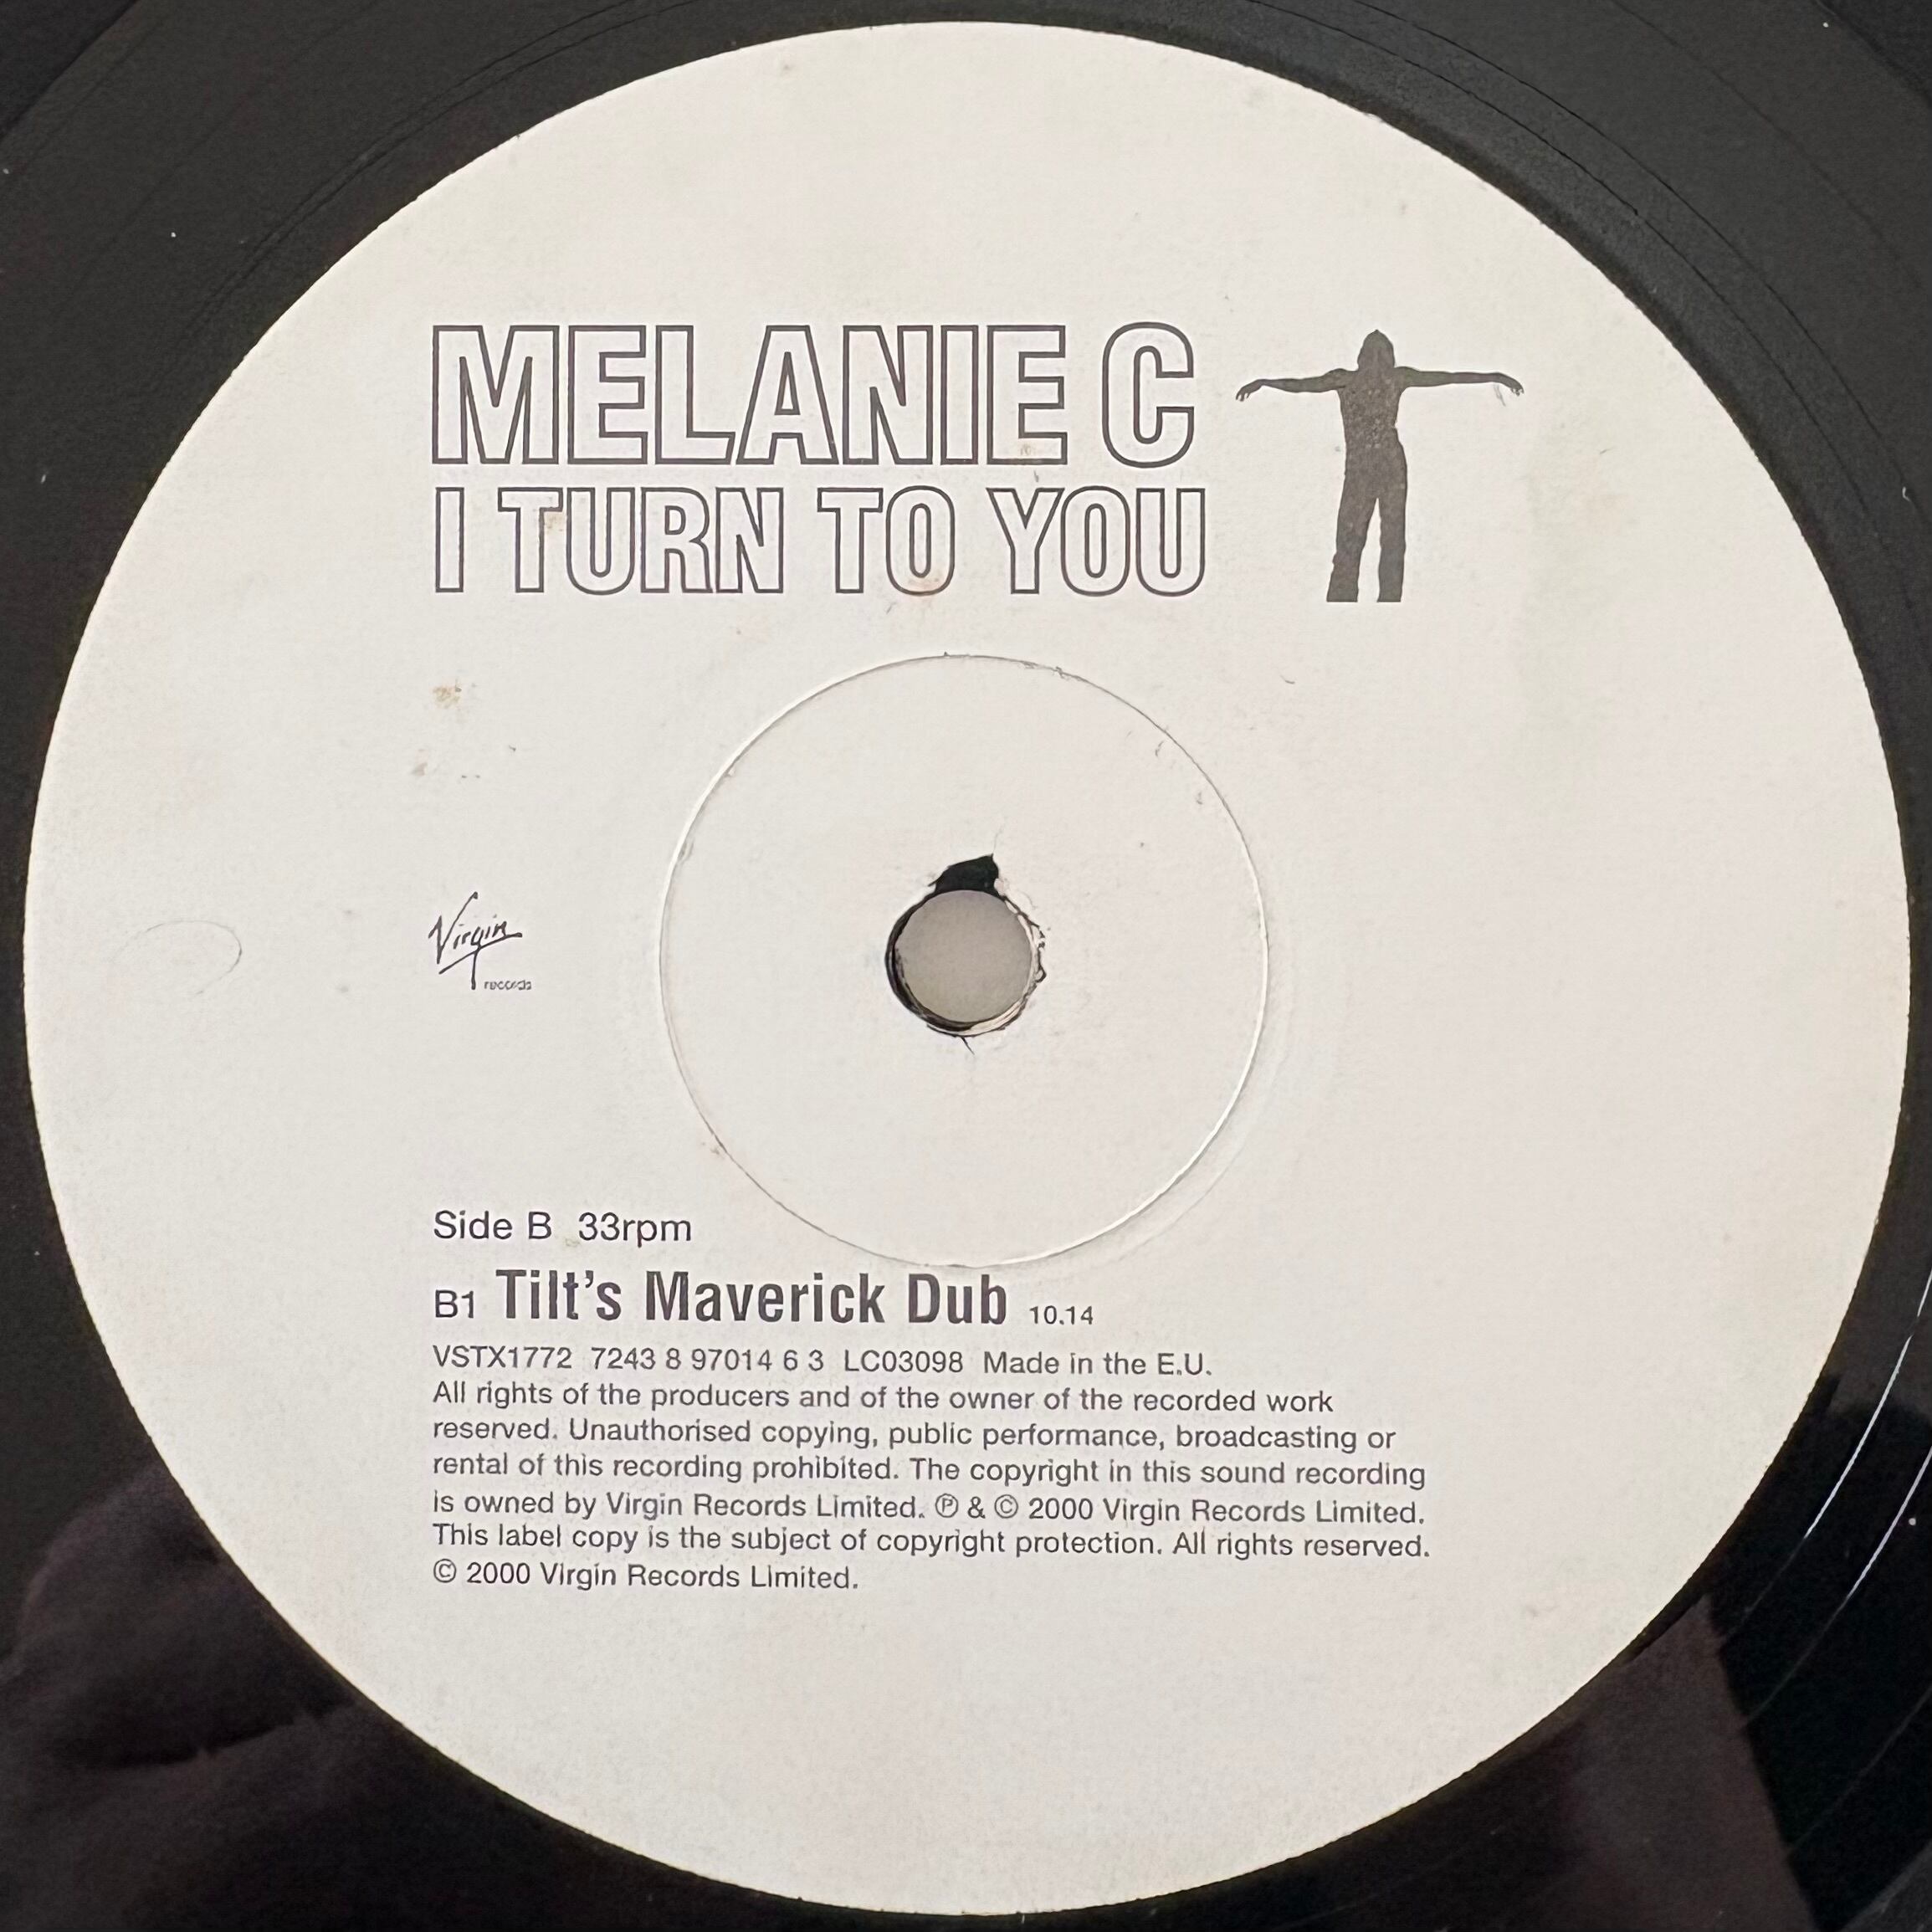 MELANIE C
I TURN TO YOU
Virgin
records
Side B 33rpm
B1 Tilt's Maverick Dub 10.14
VSTX1772 7243 8 97014 6 3 LC03098 Made in the E.U.
All rights of the producers and of the owner of the recorded work
reserved. Unauthorised copying, public performance, broadcasting or
rental of this recording prohibited. The copyright in this sound recording
is owned by Virgin Records Limited. ℗ & © 2000 Virgin Records Limited.
This label copy is the subject of copyright protection. All rights reserved.
© 2000 Virgin Records Limited.